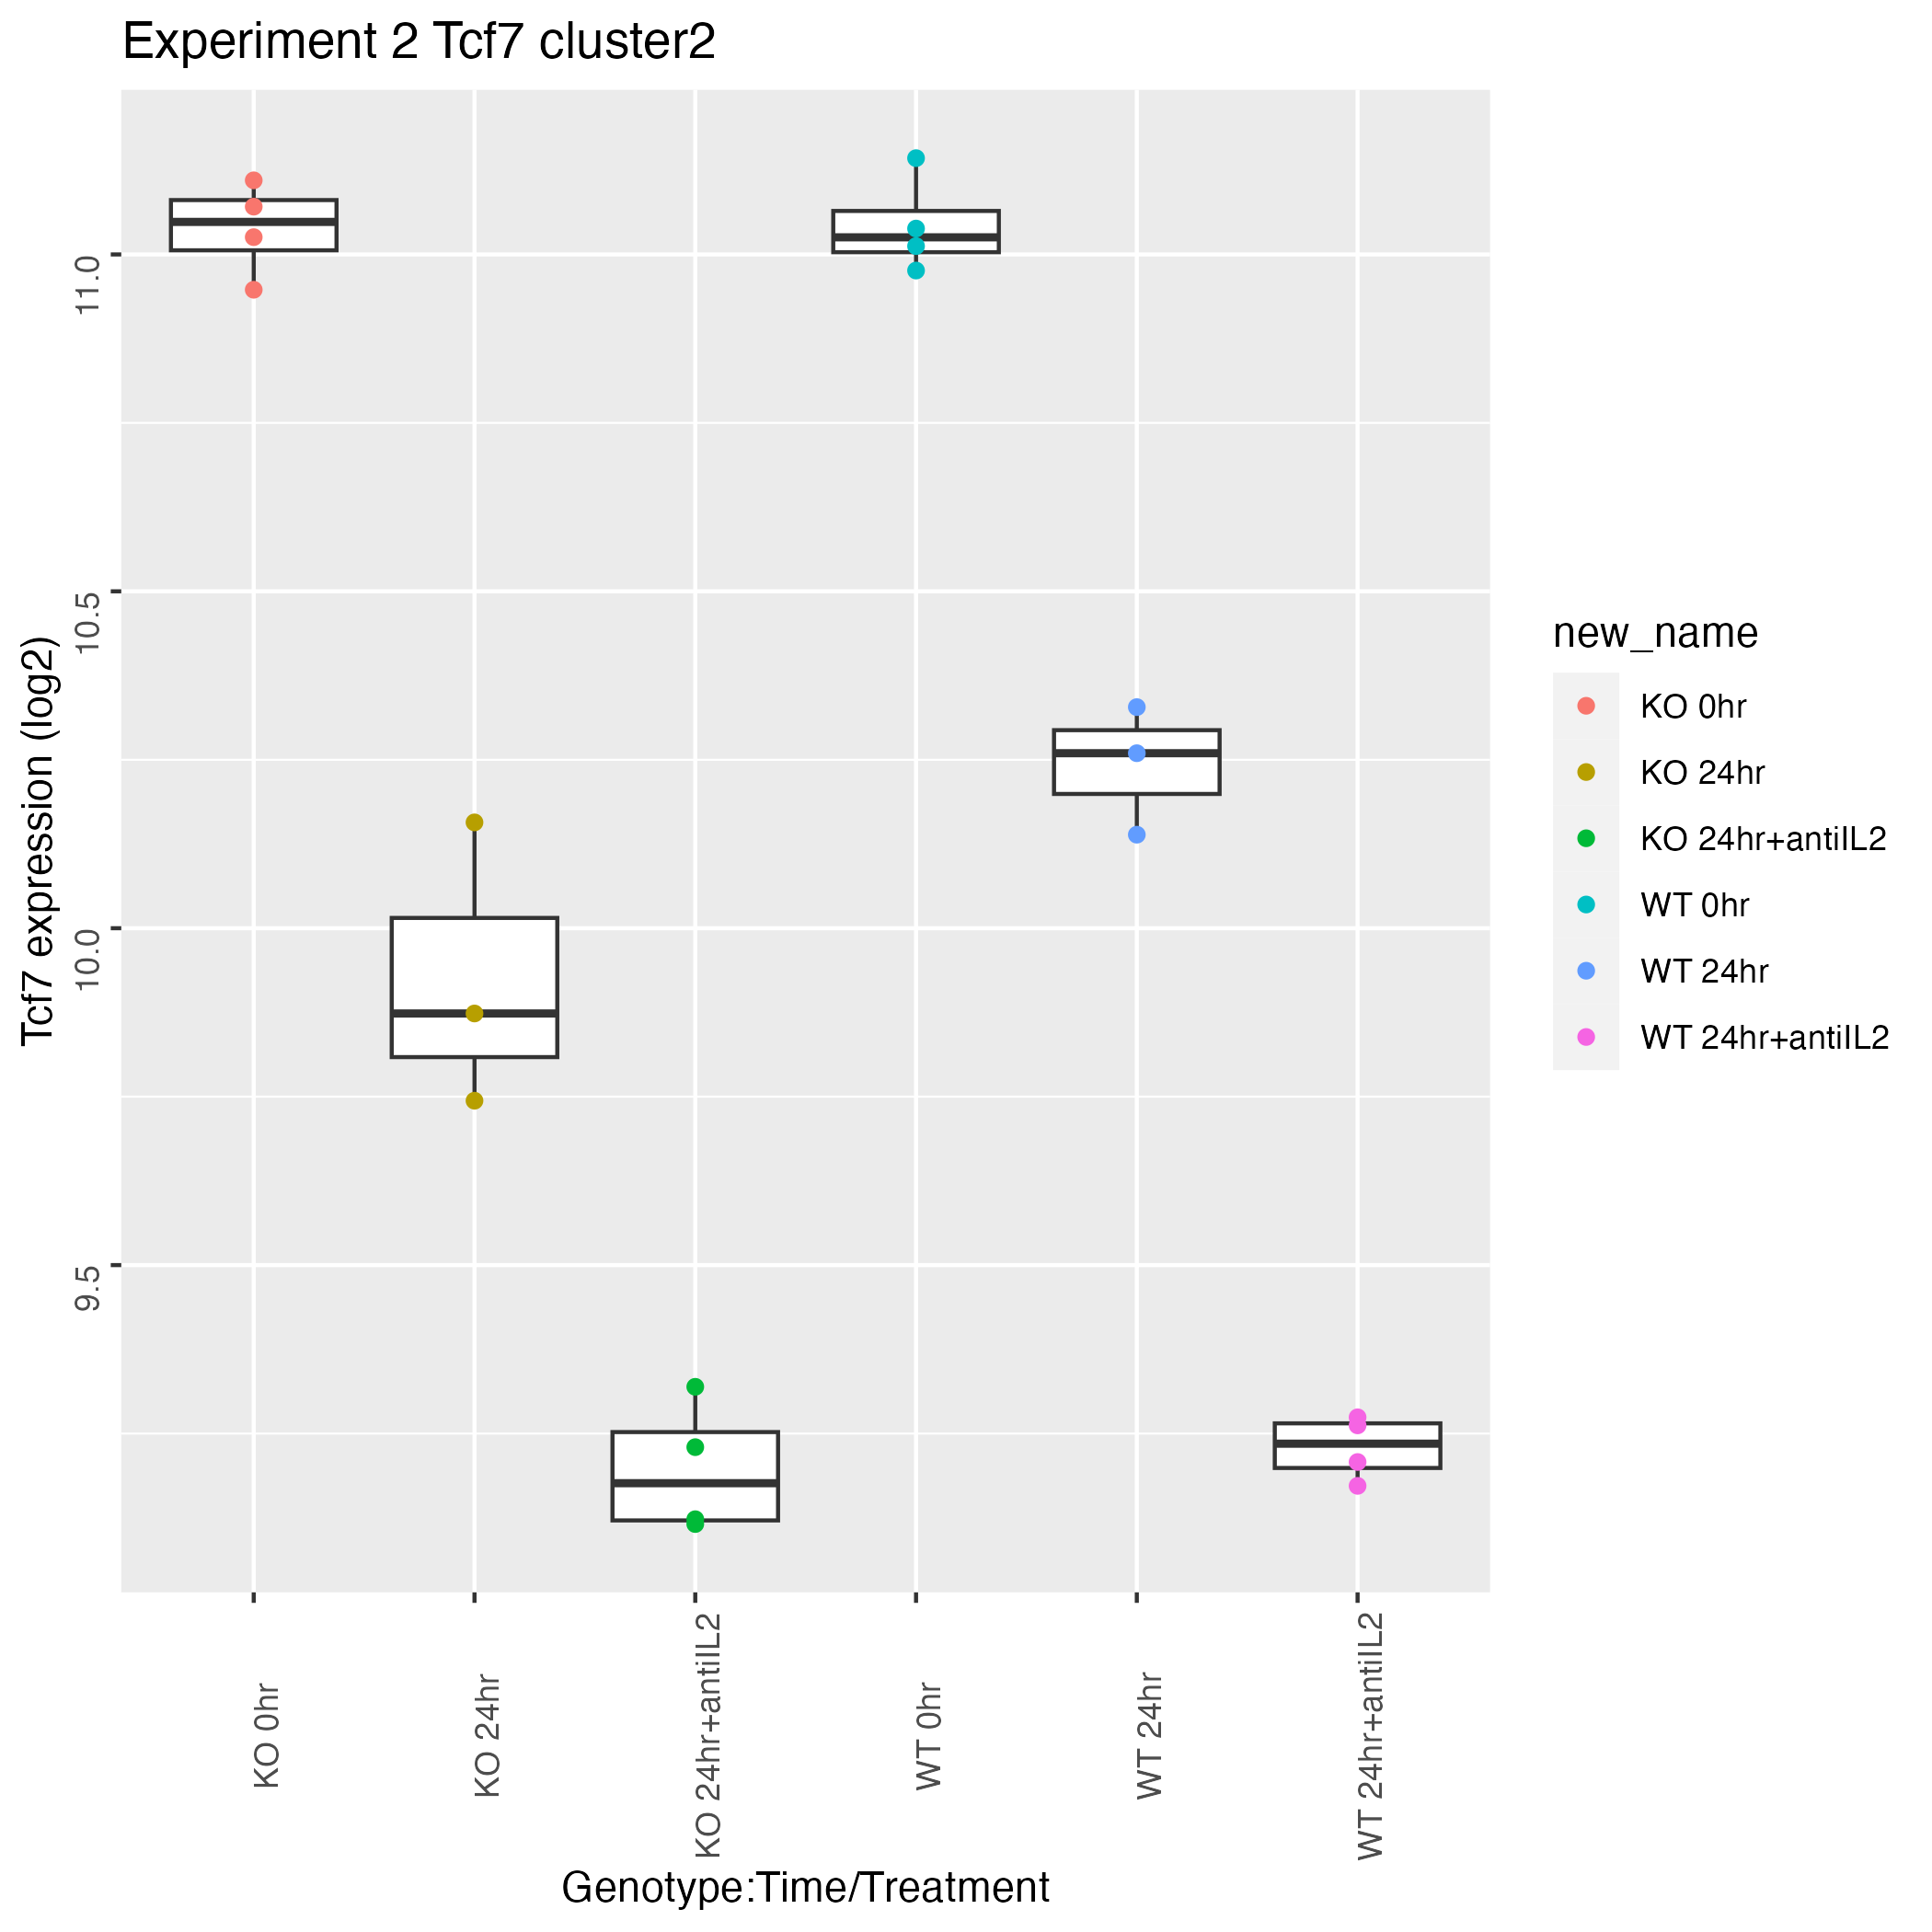 Experiment 2 Tcf7 cluster2
Tcf7 expression (log2)
11.0
10.5
10.0
9.5
KO 0hr
KO 24hr
KO 24hr+antiIL2
WT 0hr
WT 24hr
WT 24hr+antiIL2
Genotype:Time/Treatment
new_name
KO 0hr
KO 24hr
KO 24hr+antiIL2
WT 0hr
WT 24hr
WT 24hr+antiIL2